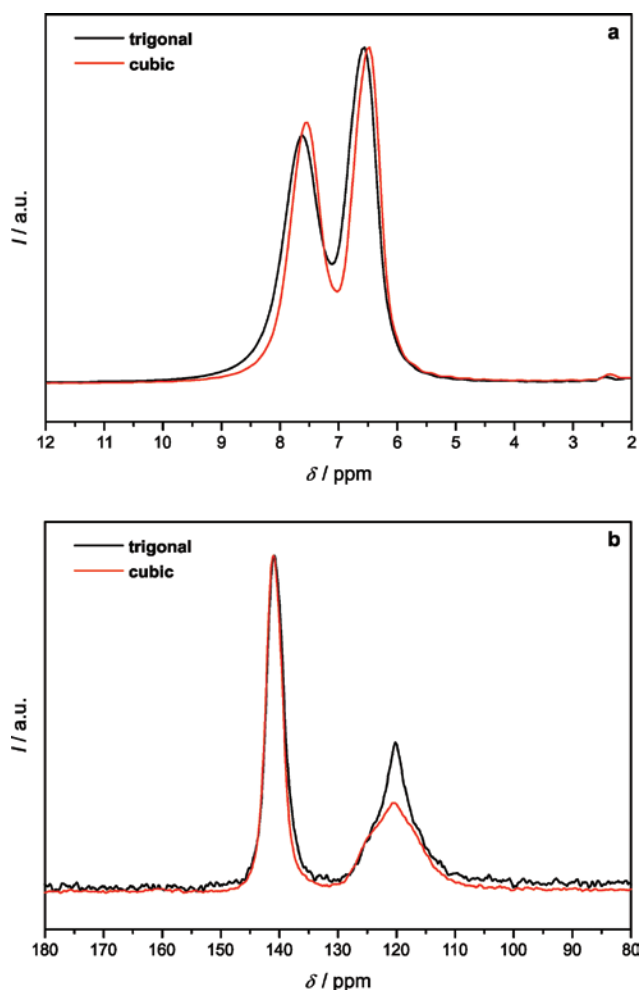 a
trigonal
cubic
I / a.u.
12 11 10 9 8 7 6 5 4 3 2
δ / ppm
b
trigonal
cubic
I / a.u.
180 170 160 150 140 130 120 110 100 90 80
δ / ppm